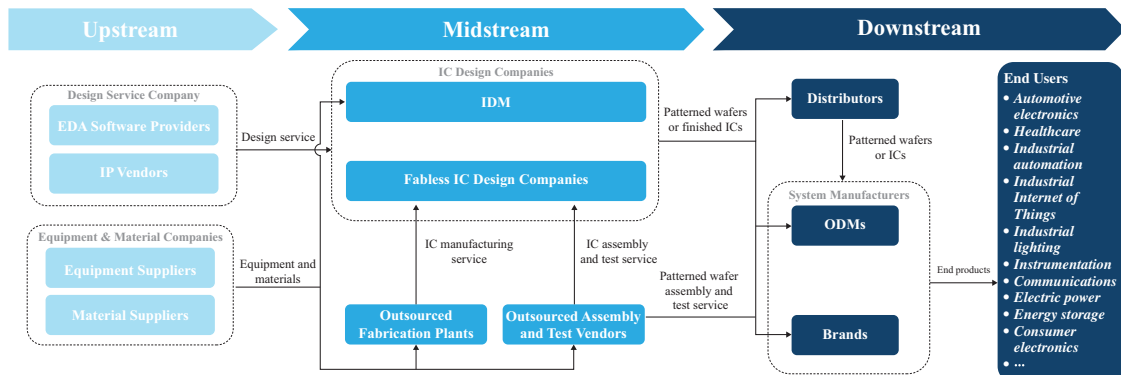 Upstream
Midstream
Downstream
Design Service Company
EDA Software Providers
IP Vendors
Design service
Equipment & Material Companies
Equipment Suppliers
Material Suppliers
Equipment and
materials
IC Design Companies
IDM
Fabless IC Design Companies
IC manufacturing
service
IC assembly
and test service
Outsourced
Fabrication Plants
Outsourced Assembly
and Test Vendors
Patterned wafers
or finished ICs
Patterned wafer
assembly and
test service
Distributors
Patterned wafers
or ICs
System Manufacturers
ODMs
Brands
End products
End Users
• Automotive
electronics
• Healthcare
• Industrial
automation
• Industrial
Internet of
Things
• Industrial
lighting
• Instrumentation
• Communications
• Electric power
• Energy storage
• Consumer
electronics
• ...